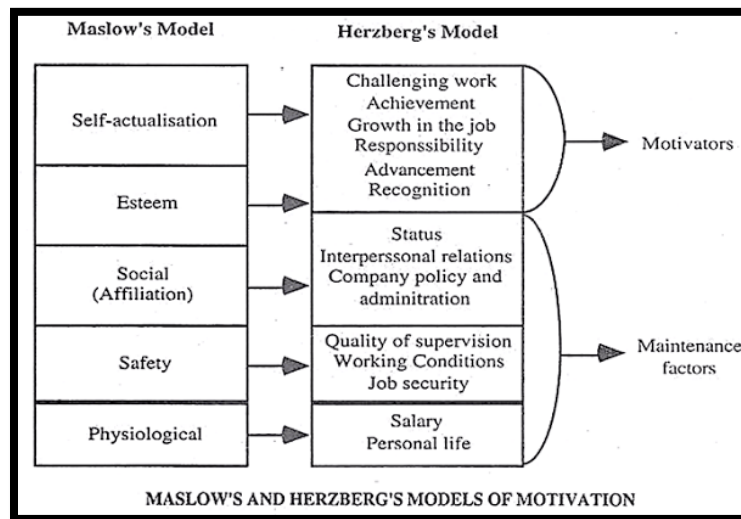 Maslow's Model
Herzberg's Model
Self-actualisation
Challenging work
Achievement
Growth in the job
Responssibility
Advancement
Recognition
Motivators
Esteem
Status
Interperssonal relations
Company policy and
adminitration
Social
(Affiliation)
Safety
Quality of supervision
Working Conditions
Job security
Maintenance
factors
Physiological
Salary
Personal life
MASLOW'S AND HERZBERG'S MODELS OF MOTIVATION